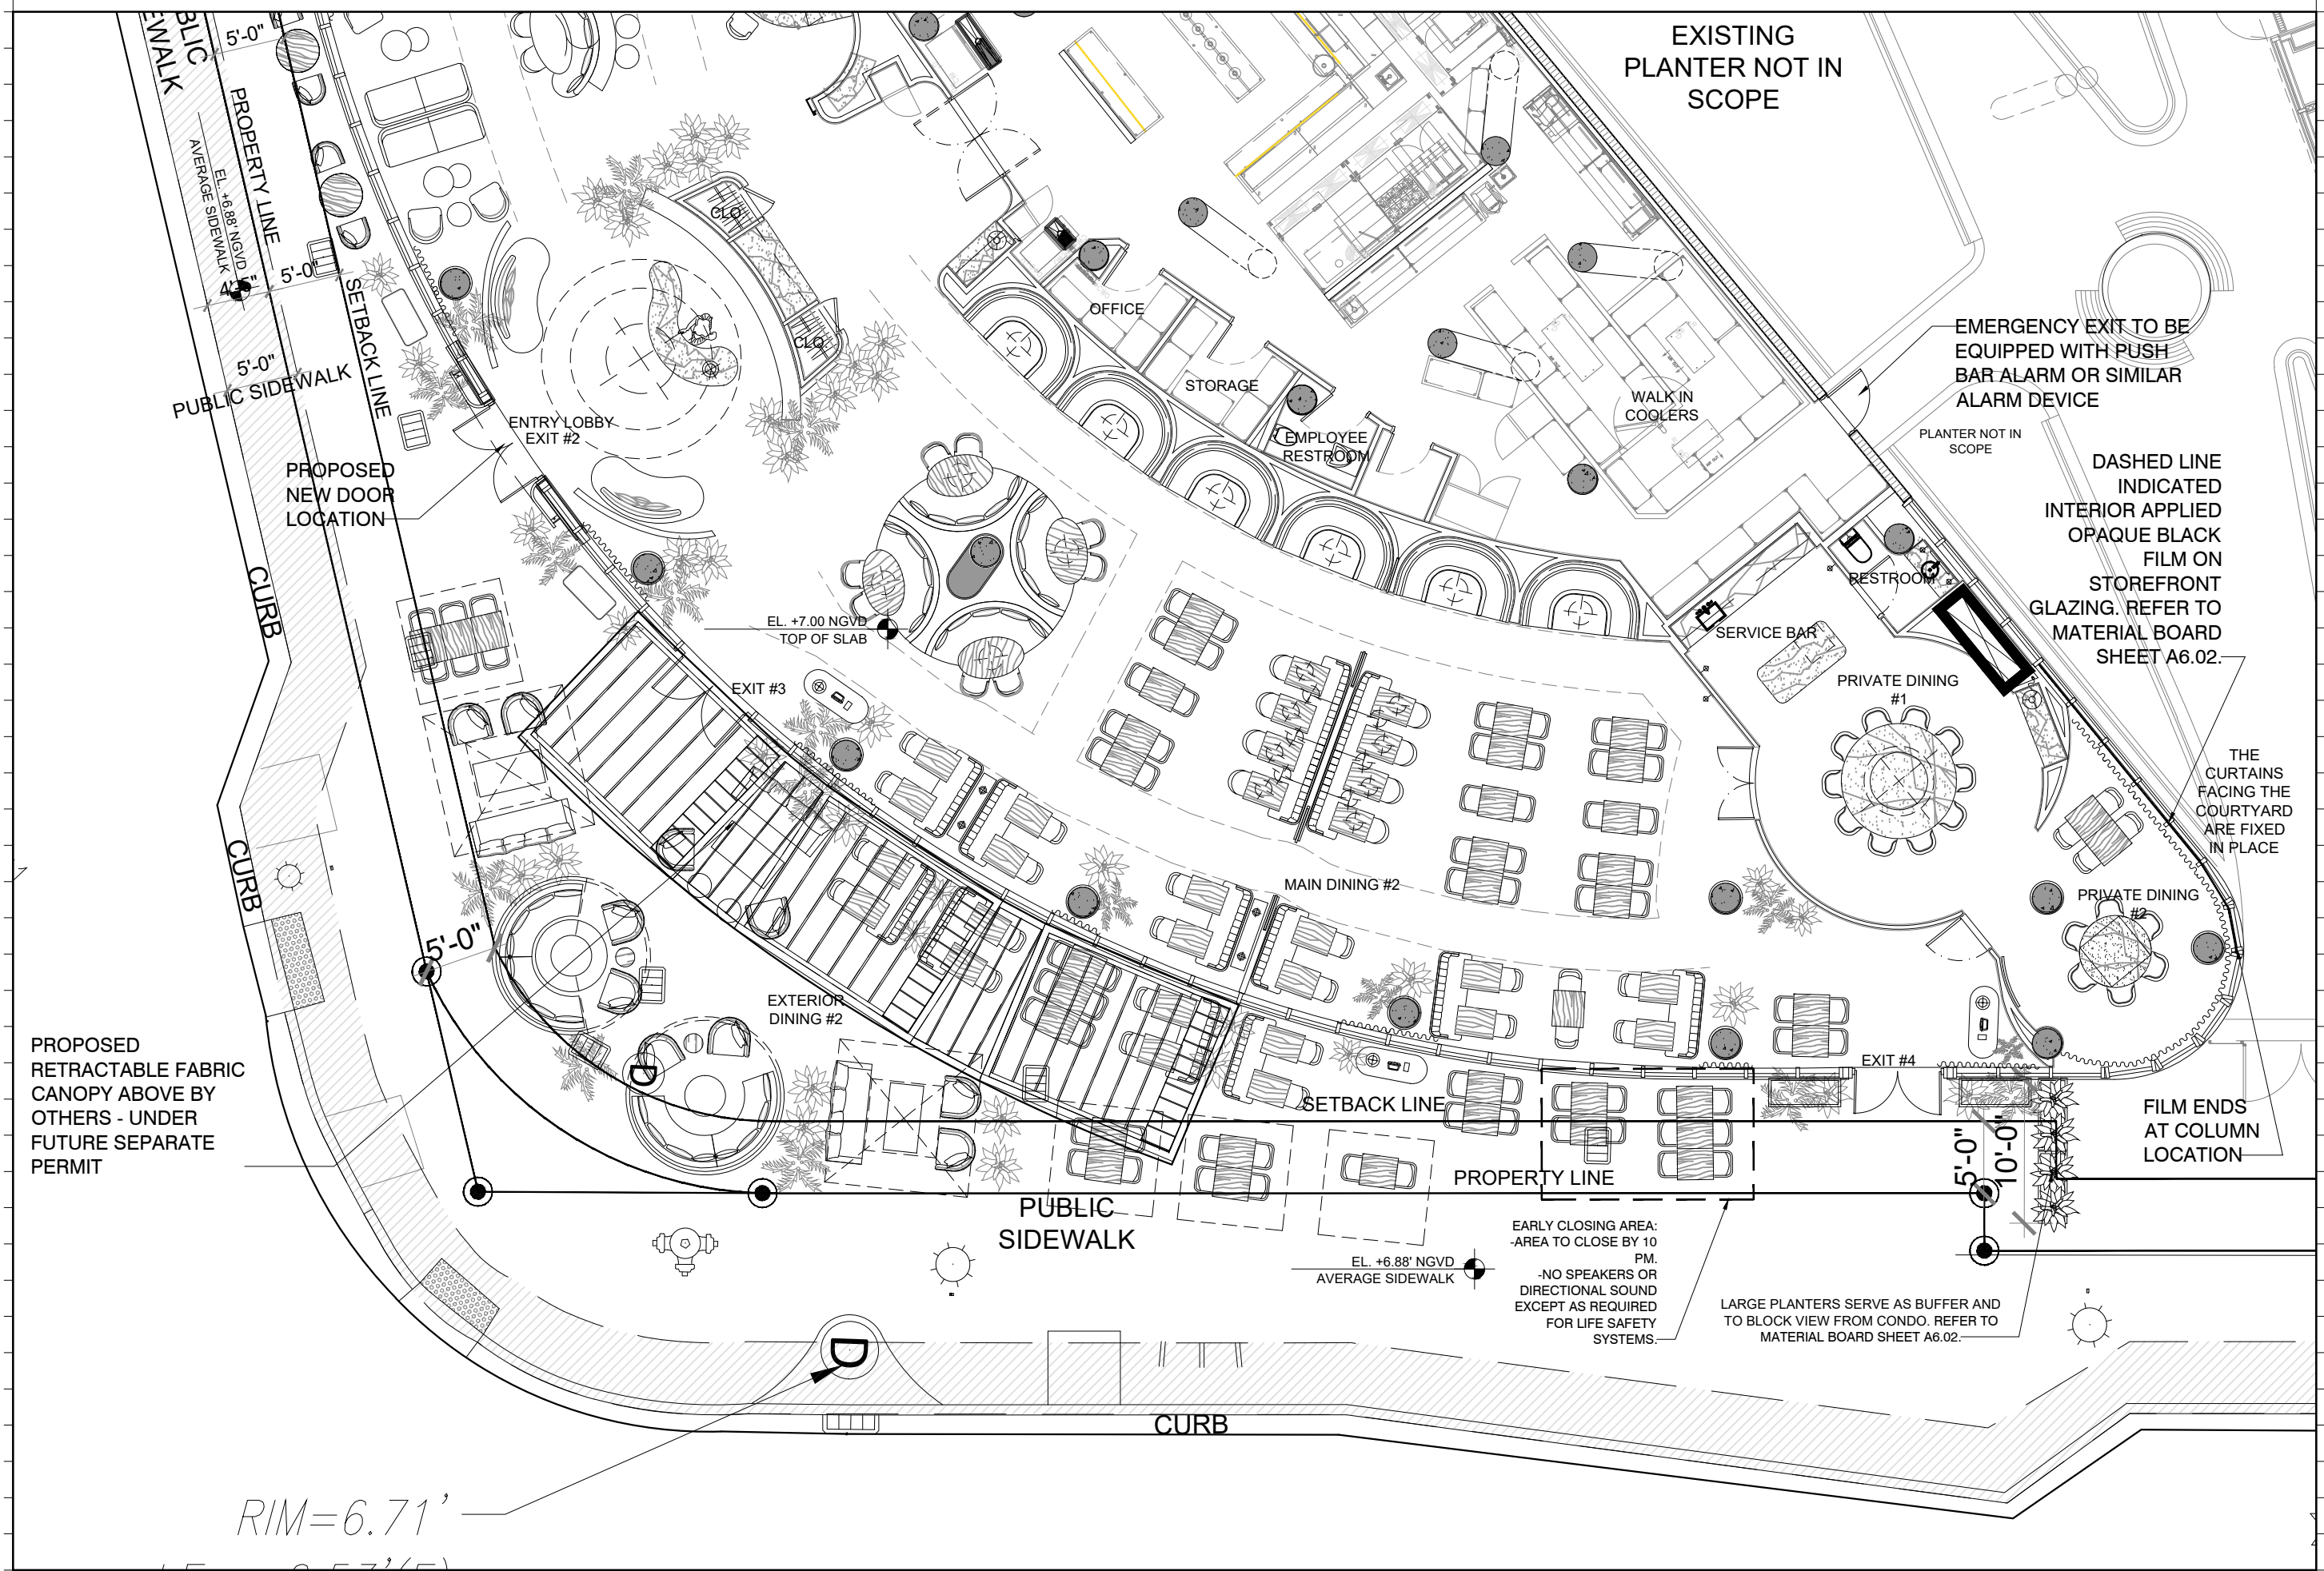 EXISTING
PLANTER NOT IN
SCOPE
5'-0"
PROPERTY LINE
EL. +6.88' NGVD
AVERAGE SIDEWALK
5'-0"
SETBACK LINE
5'-0"
PUBLIC SIDEWALK
CLO.
CLO.
OFFICE
STORAGE
EMPLOYEE
RESTROOM
WALK IN
COOLERS
EMERGENCY EXIT TO BE
EQUIPPED WITH PUSH
BAR ALARM OR SIMILAR
ALARM DEVICE
PLANTER NOT IN
SCOPE
ENTRY LOBBY
EXIT #2
PROPOSED
NEW DOOR
LOCATION
DASHED LINE
INDICATED
INTERIOR APPLIED
OPAQUE BLACK
FILM ON
STOREFRONT
GLAZING. REFER TO
MATERIAL BOARD
SHEET A6.02.
CURB
EL. +7.00 NGVD
TOP OF SLAB
RESTROOM
SERVICE BAR
PRIVATE DINING
#1
EXIT #3
THE
CURTAINS
FACING THE
COURTYARD
ARE FIXED
IN PLACE
CURB
MAIN DINING #2
PRIVATE DINING
#2
5'-0"
EXTERIOR
DINING #2
PROPOSED
RETRACTABLE FABRIC
CANOPY ABOVE BY
OTHERS - UNDER
FUTURE SEPARATE
PERMIT
D
EXIT #4
SETBACK LINE
FILM ENDS
AT COLUMN
LOCATION
5'-0"
10'-0"
PROPERTY LINE
PUBLIC
SIDEWALK
EARLY CLOSING AREA:
-AREA TO CLOSE BY 10
PM.
-NO SPEAKERS OR
DIRECTIONAL SOUND
EXCEPT AS REQUIRED
FOR LIFE SAFETY
SYSTEMS.
EL. +6.88' NGVD
AVERAGE SIDEWALK
LARGE PLANTERS SERVE AS BUFFER AND
TO BLOCK VIEW FROM CONDO. REFER TO
MATERIAL BOARD SHEET A6.02.
D
CURB
RIM=6.71'